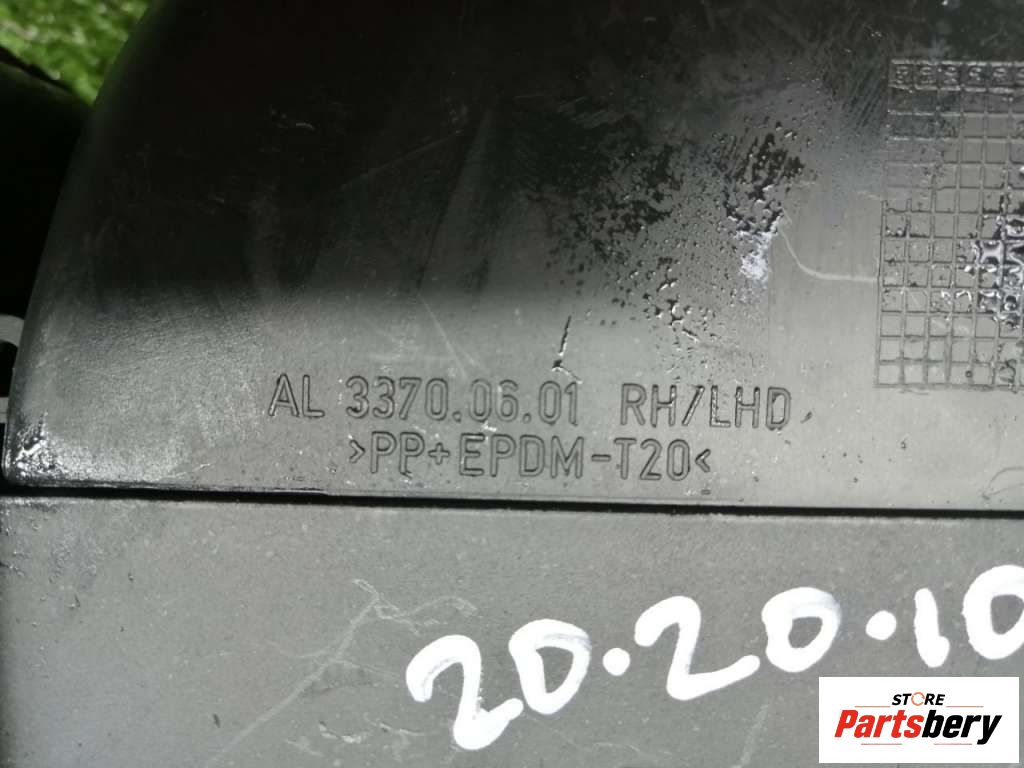 AL 3370.06.01 RH/LHD
>PP+EPDM-T20<
20.20.10
STORE
Partsbery